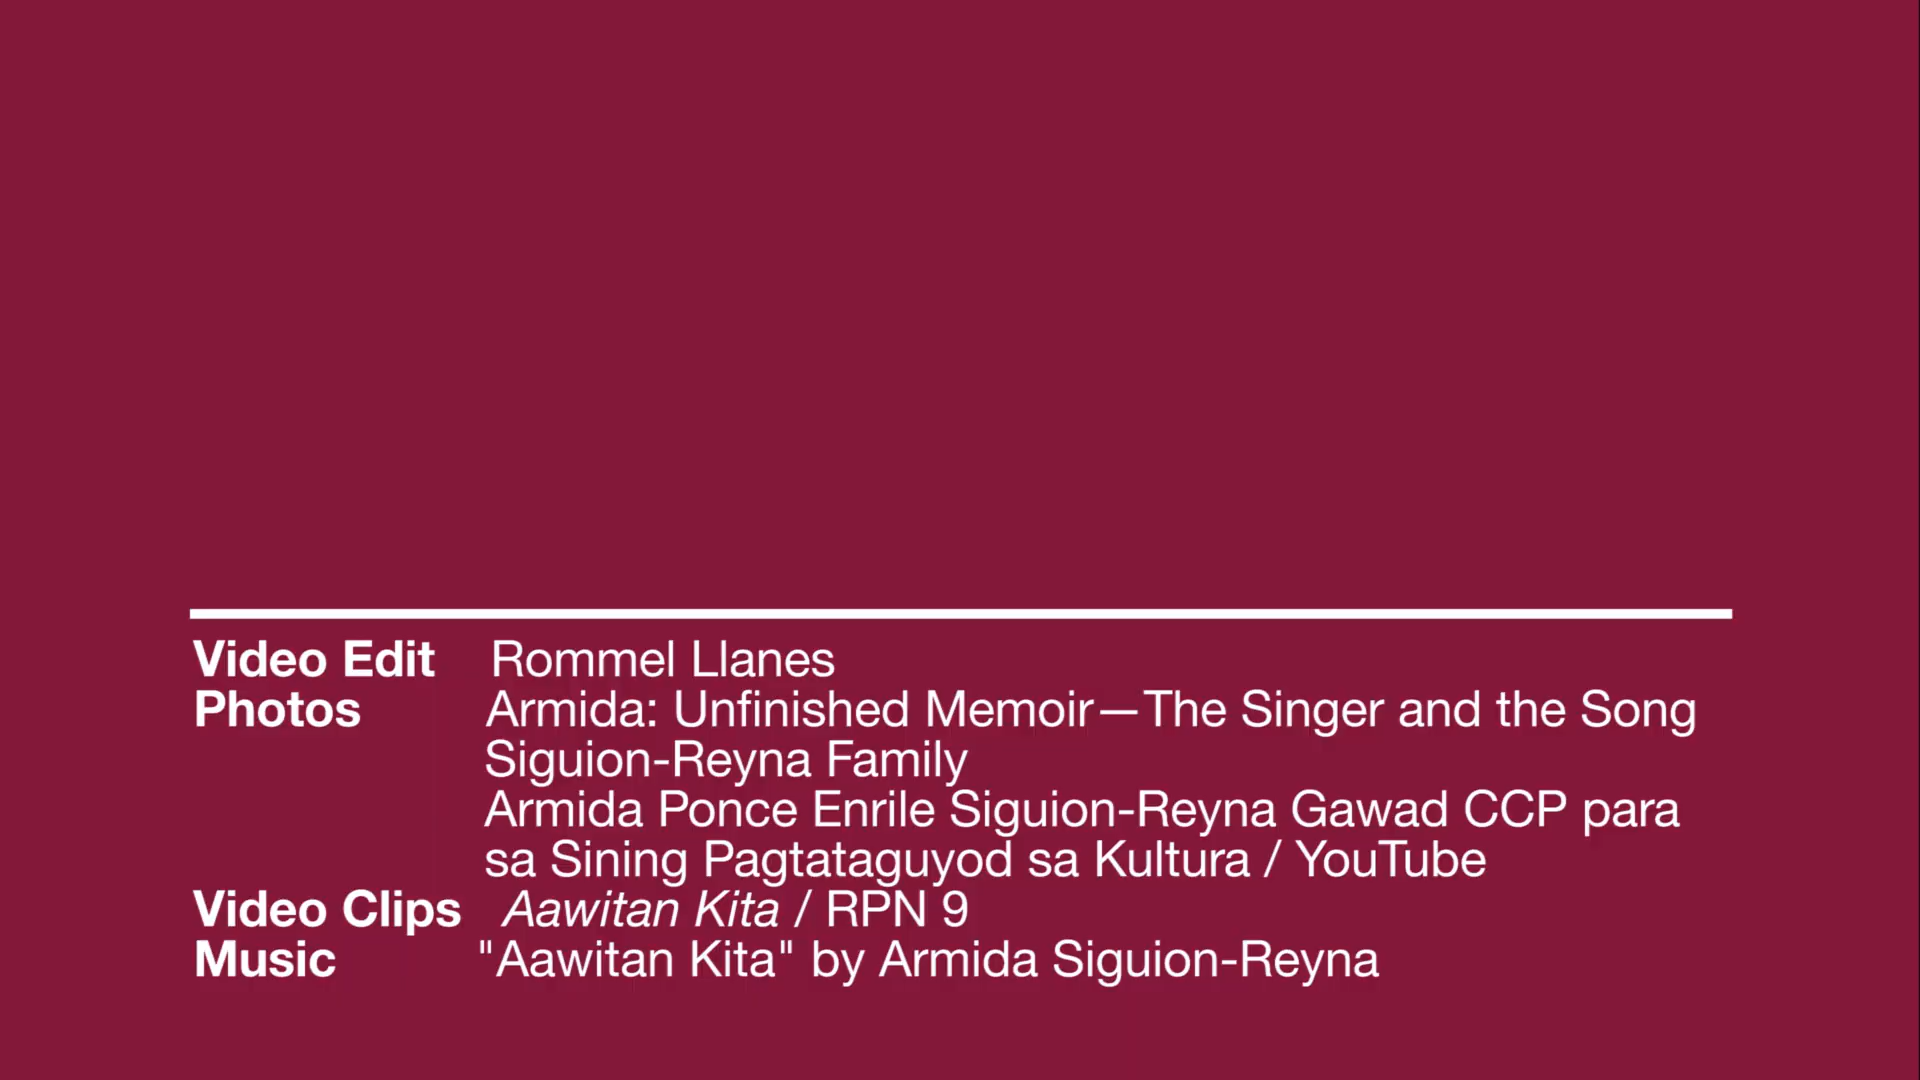 Video Edit Rommel Llanes
Photos Armida: Unfinished Memoir—The Singer and the Song
Siguion-Reyna Family
Armida Ponce Enrile Siguion-Reyna Gawad CCP para
sa Sining Pagtataguyod sa Kultura / YouTube
Video Clips Aawitan Kita / RPN 9
Music "Aawitan Kita" by Armida Siguion-Reyna